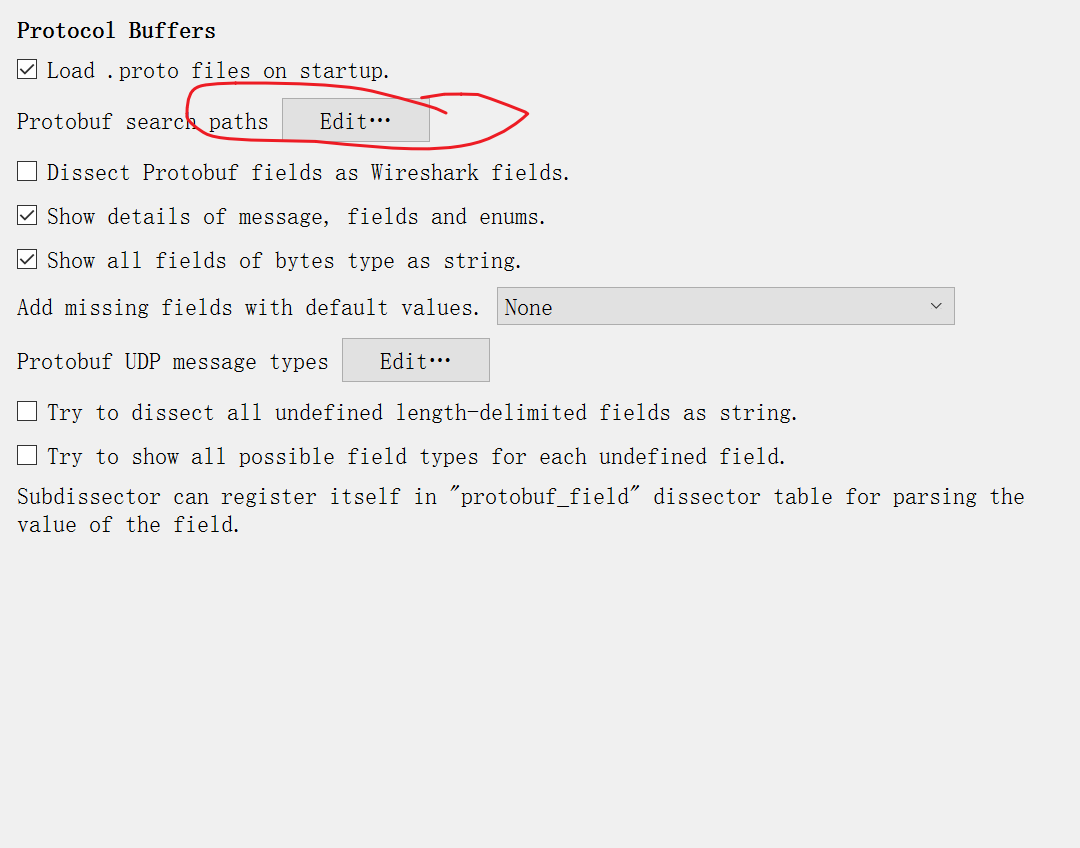 Protocol Buffers
Load .proto files on startup.
Protobuf search paths Edit…
Dissect Protobuf fields as Wireshark fields.
Show details of message, fields and enums.
Show all fields of bytes type as string.
Add missing fields with default values. None
Protobuf UDP message types Edit…
Try to dissect all undefined length-delimited fields as string.
Try to show all possible field types for each undefined field.
Subdissector can register itself in "protobuf_field" dissector table for parsing the
value of the field.